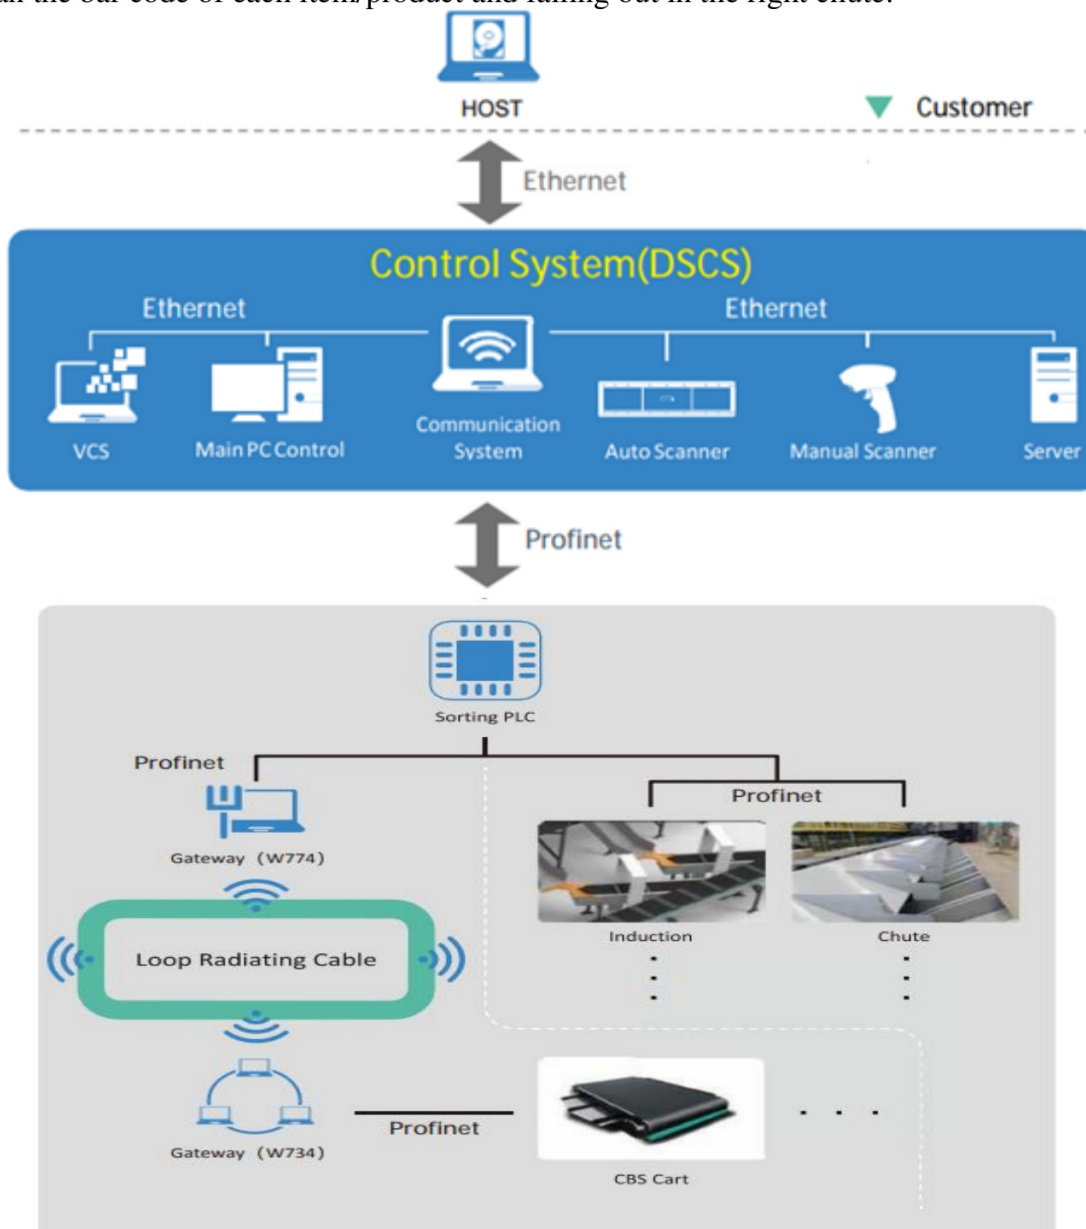 HOST
Customer
Ethernet
Control System(DSCS)
Ethernet
Ethernet
VCS
Main PC Control
Communication
System
Auto Scanner
Manual Scanner
Server
Profinet
Sorting PLC
Profinet
Profinet
Gateway (W774)
Induction
Chute
Loop Radiating Cable
Profinet
Gateway (W734)
CBS Cart